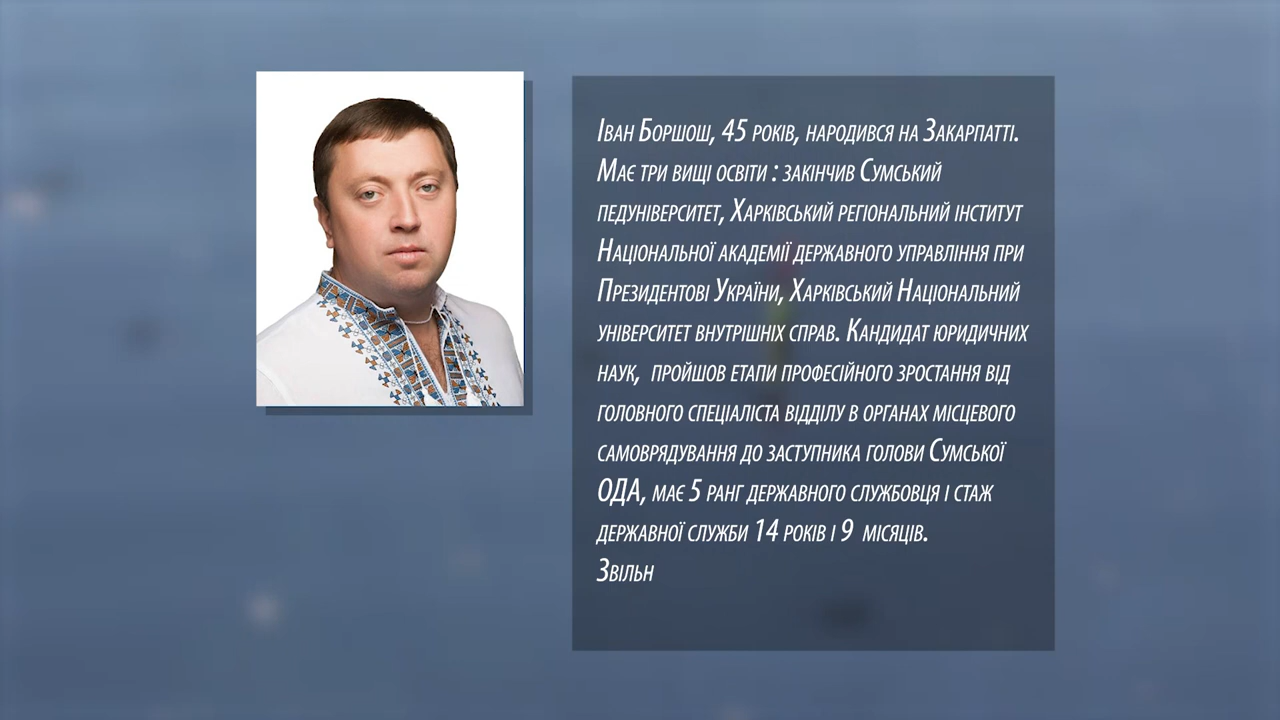 Іван Боршош, 45 років, народився на Закарпатті.
Має три вищі освіти : закінчив Сумський
педуніверситет, Харківський регіональний інститут
Національної академії державного управління при
Президентові України, Харківський Національний
університет внутрішніх справ. Кандидат юридичних
наук, пройшов етапи професійного зростання від
головного спеціаліста відділу в органах місцевого
самоврядування до заступника голови Сумської
ОДА, має 5 ранг державного службовця і стаж
державної служби 14 років і 9 місяців.
Звільн